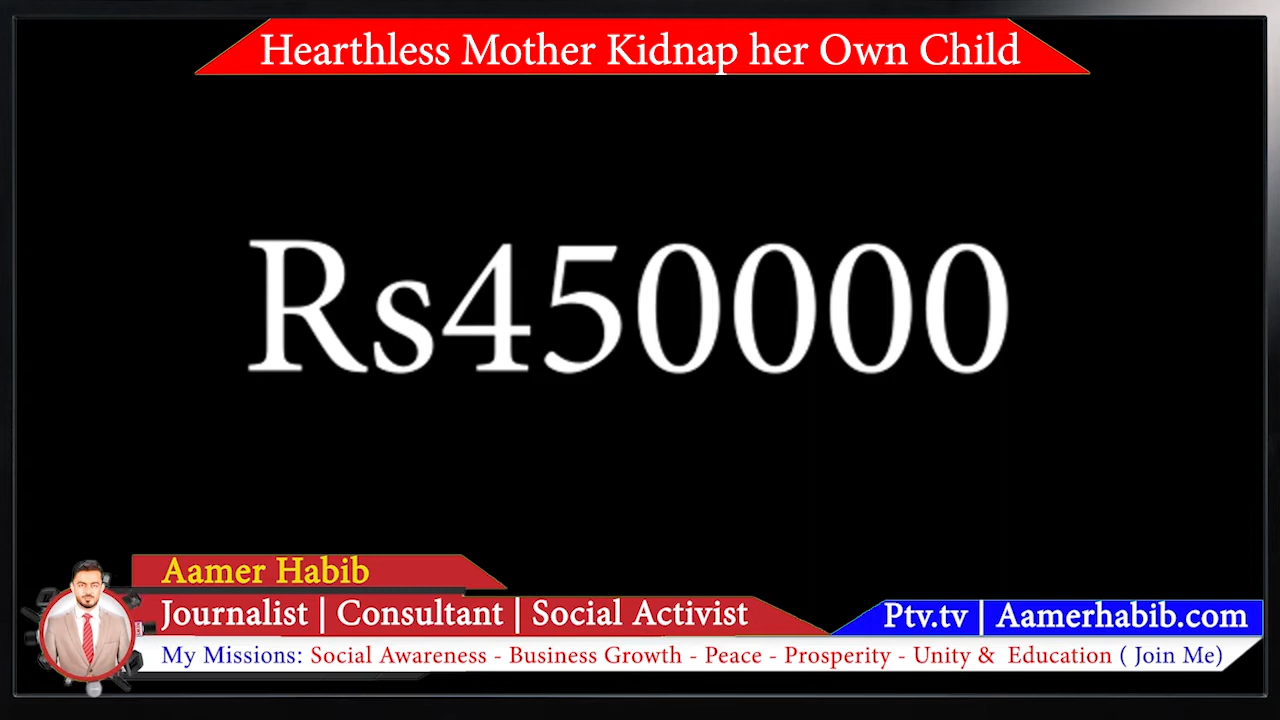 Hearthless Mother Kidnap her Own Child
Rs450000
Aamer Habib
Journalist | Consultant | Social Activist
Ptv.tv | Aamerhabib.com
My Missions: Social Awareness - Business Growth - Peace - Prosperity - Unity & Education ( Join Me)